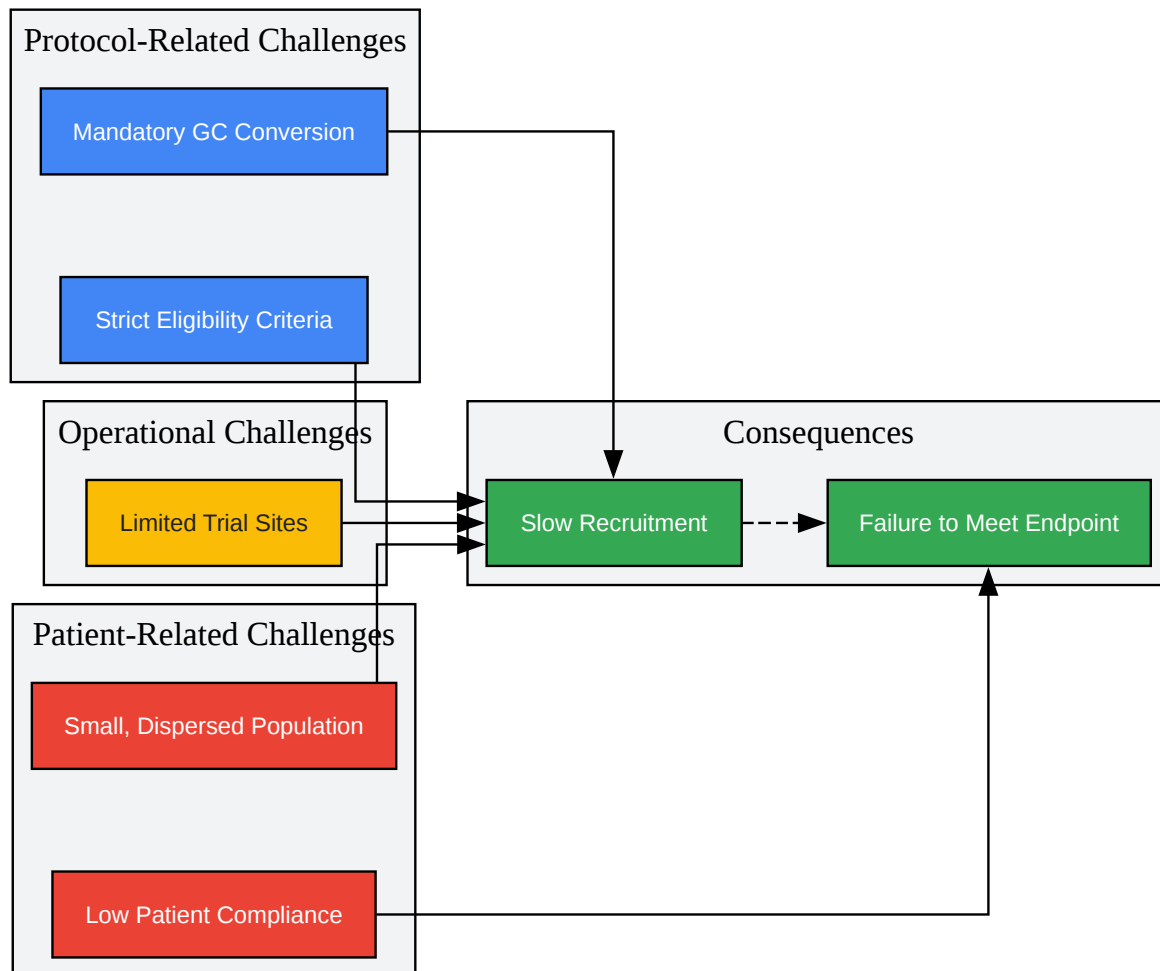 Protocol-Related Challenges
Mandatory GC Conversion
Strict Eligibility Criteria
Operational Challenges
Limited Trial Sites
Consequences
Slow Recruitment
Failure to Meet Endpoint
Patient-Related Challenges
Small, Dispersed Population
Low Patient Compliance